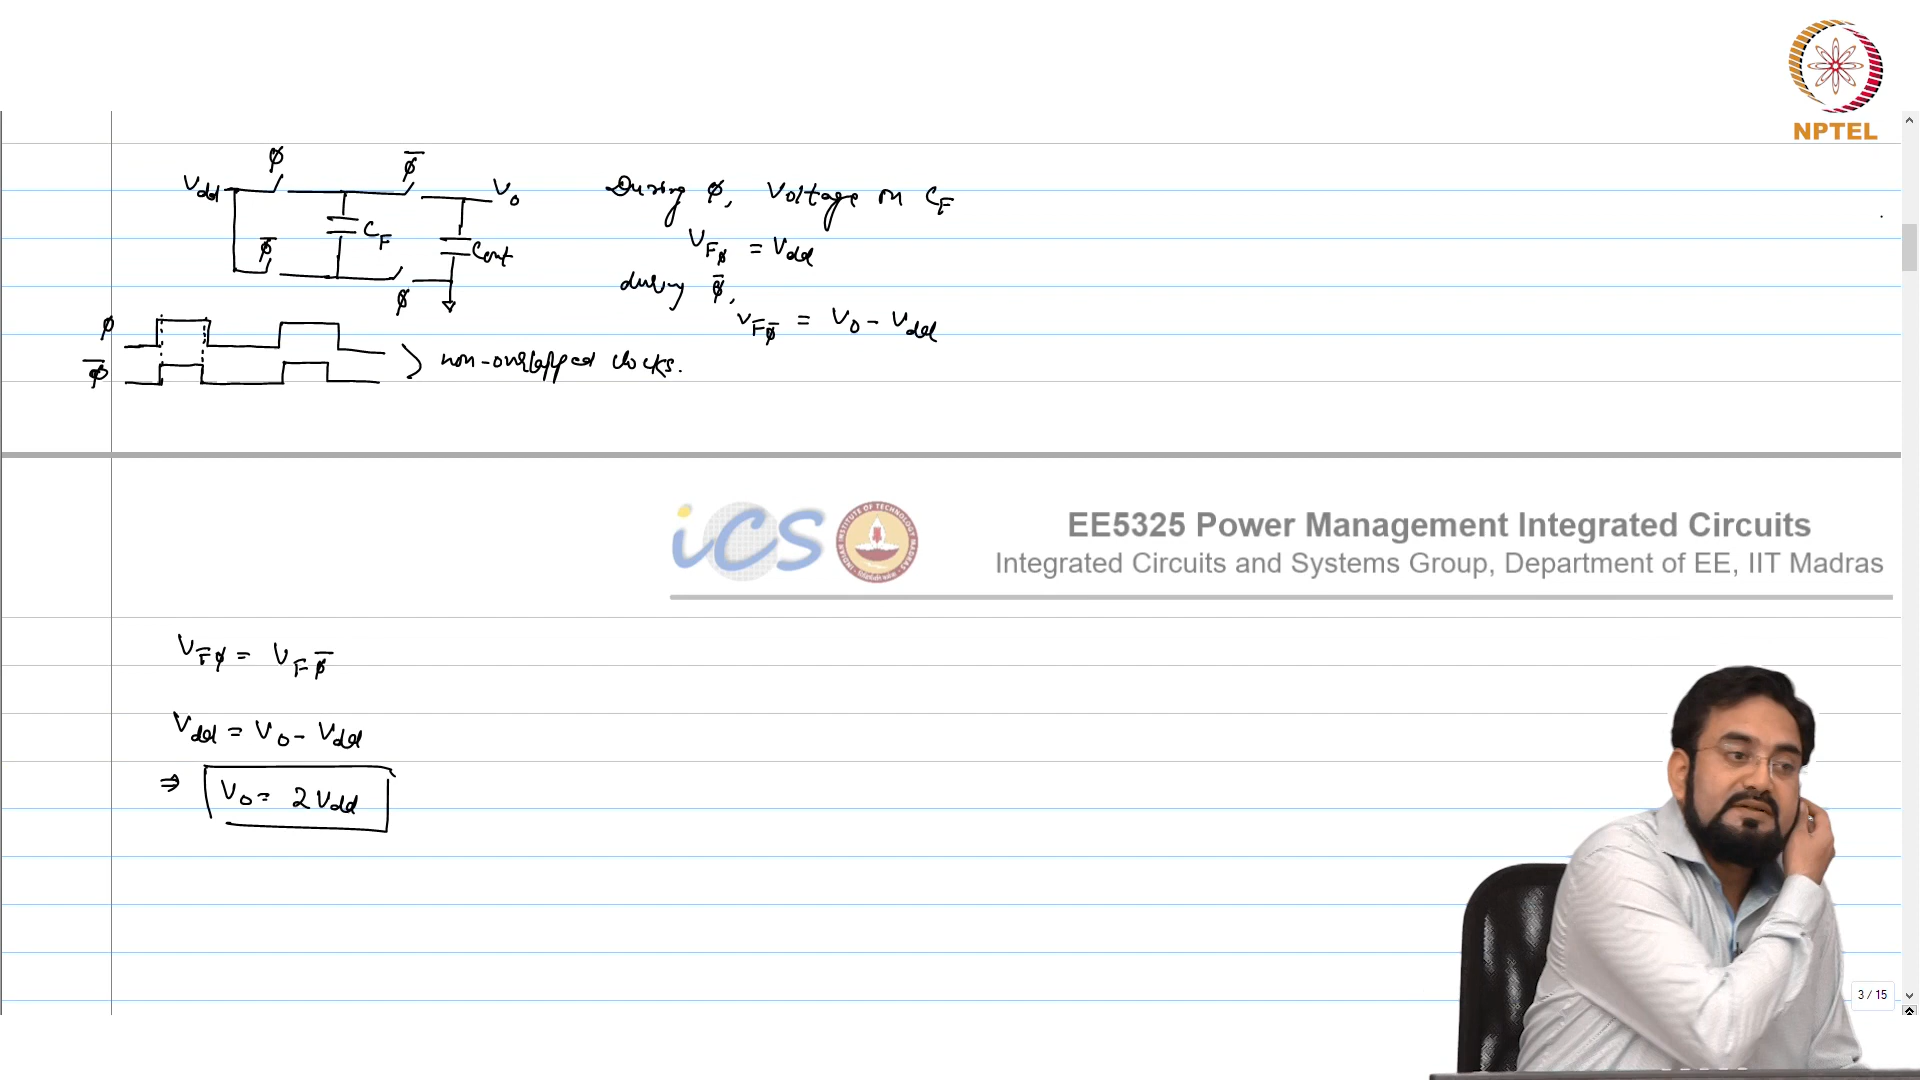 NPTEL
ϕ
ϕ̅
Vdd
Vo
During ϕ, Voltage on CF
CF
ϕ̅
Cout
VFϕ = Vdd
ϕ
during ϕ̅,
VFϕ̅ = Vo - Vdd
ϕ
ϕ̅
non-overlapped clocks.
ics
EE5325 Power Management Integrated Circuits
Integrated Circuits and Systems Group, Department of EE, IIT Madras
VFϕ = VFϕ̅
Vdd = Vo - Vdd
⇒ Vo = 2Vdd
3 / 15